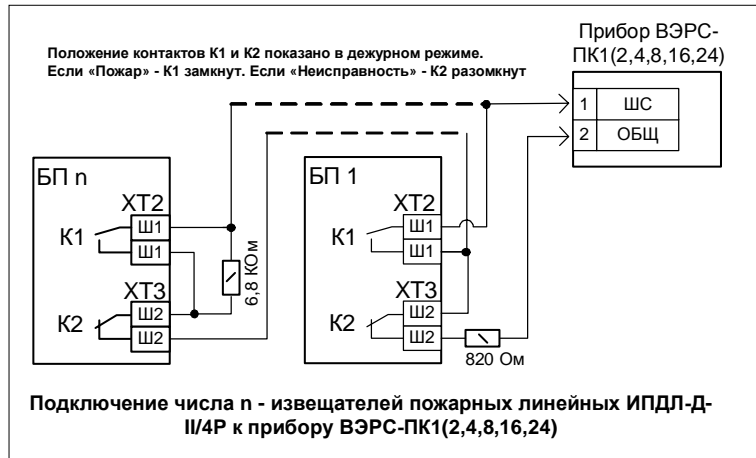 Положение контактов К1 и К2 показано в дежурном режиме.
Если «Пожар» - К1 замкнут. Если «Неисправность» - К2 разомкнут
Прибор ВЭРС-
ПК1(2,4,8,16,24)
1 ШС
2 ОБЩ
БП n
ХТ2
К1
Ш1
Ш1
ХТ3
К2
Ш2
Ш2
6,8 КОм
БП 1
ХТ2
К1
Ш1
Ш1
ХТ3
К2
Ш2
Ш2
820 Ом
Подключение числа n - извещателей пожарных линейных ИПДЛ-Д-
II/4Р к прибору ВЭРС-ПК1(2,4,8,16,24)